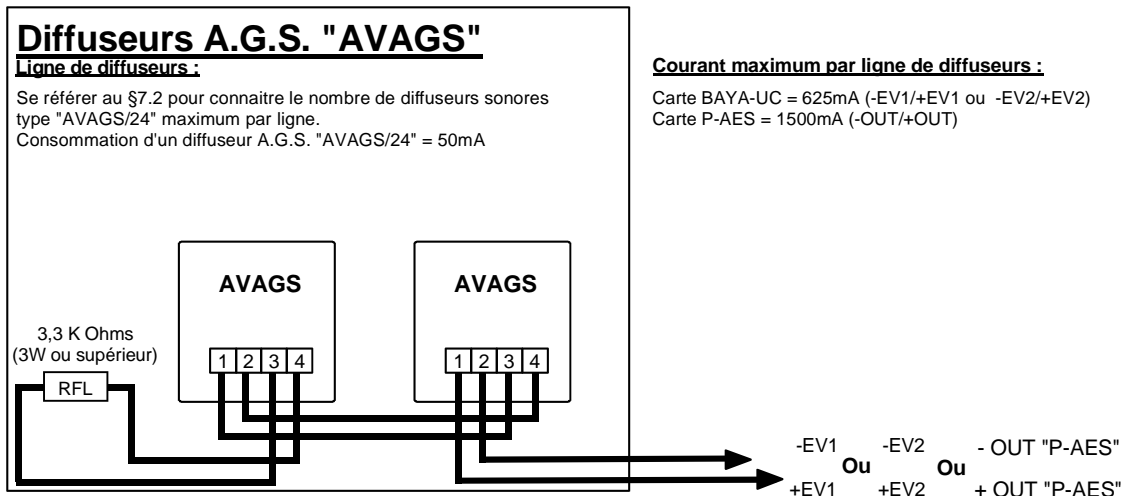 Diffuseurs A.G.S. "AVAGS"
Ligne de diffuseurs :
Se référer au §7.2 pour connaitre le nombre de diffuseurs sonores
type "AVAGS/24" maximum par ligne.
Consommation d'un diffuseur A.G.S. "AVAGS/24" = 50mA
Courant maximum par ligne de diffuseurs :
Carte BAYA-UC = 625mA (-EV1/+EV1 ou -EV2/+EV2)
Carte P-AES = 1500mA (-OUT/+OUT)
AVAGS
AVAGS
3,3 K Ohms
(3W ou supérieur)
RFL
1 2 3 4
1 2 3 4
-EV1 -EV2 - OUT "P-AES"
Ou Ou
+EV1 +EV2 + OUT "P-AES"